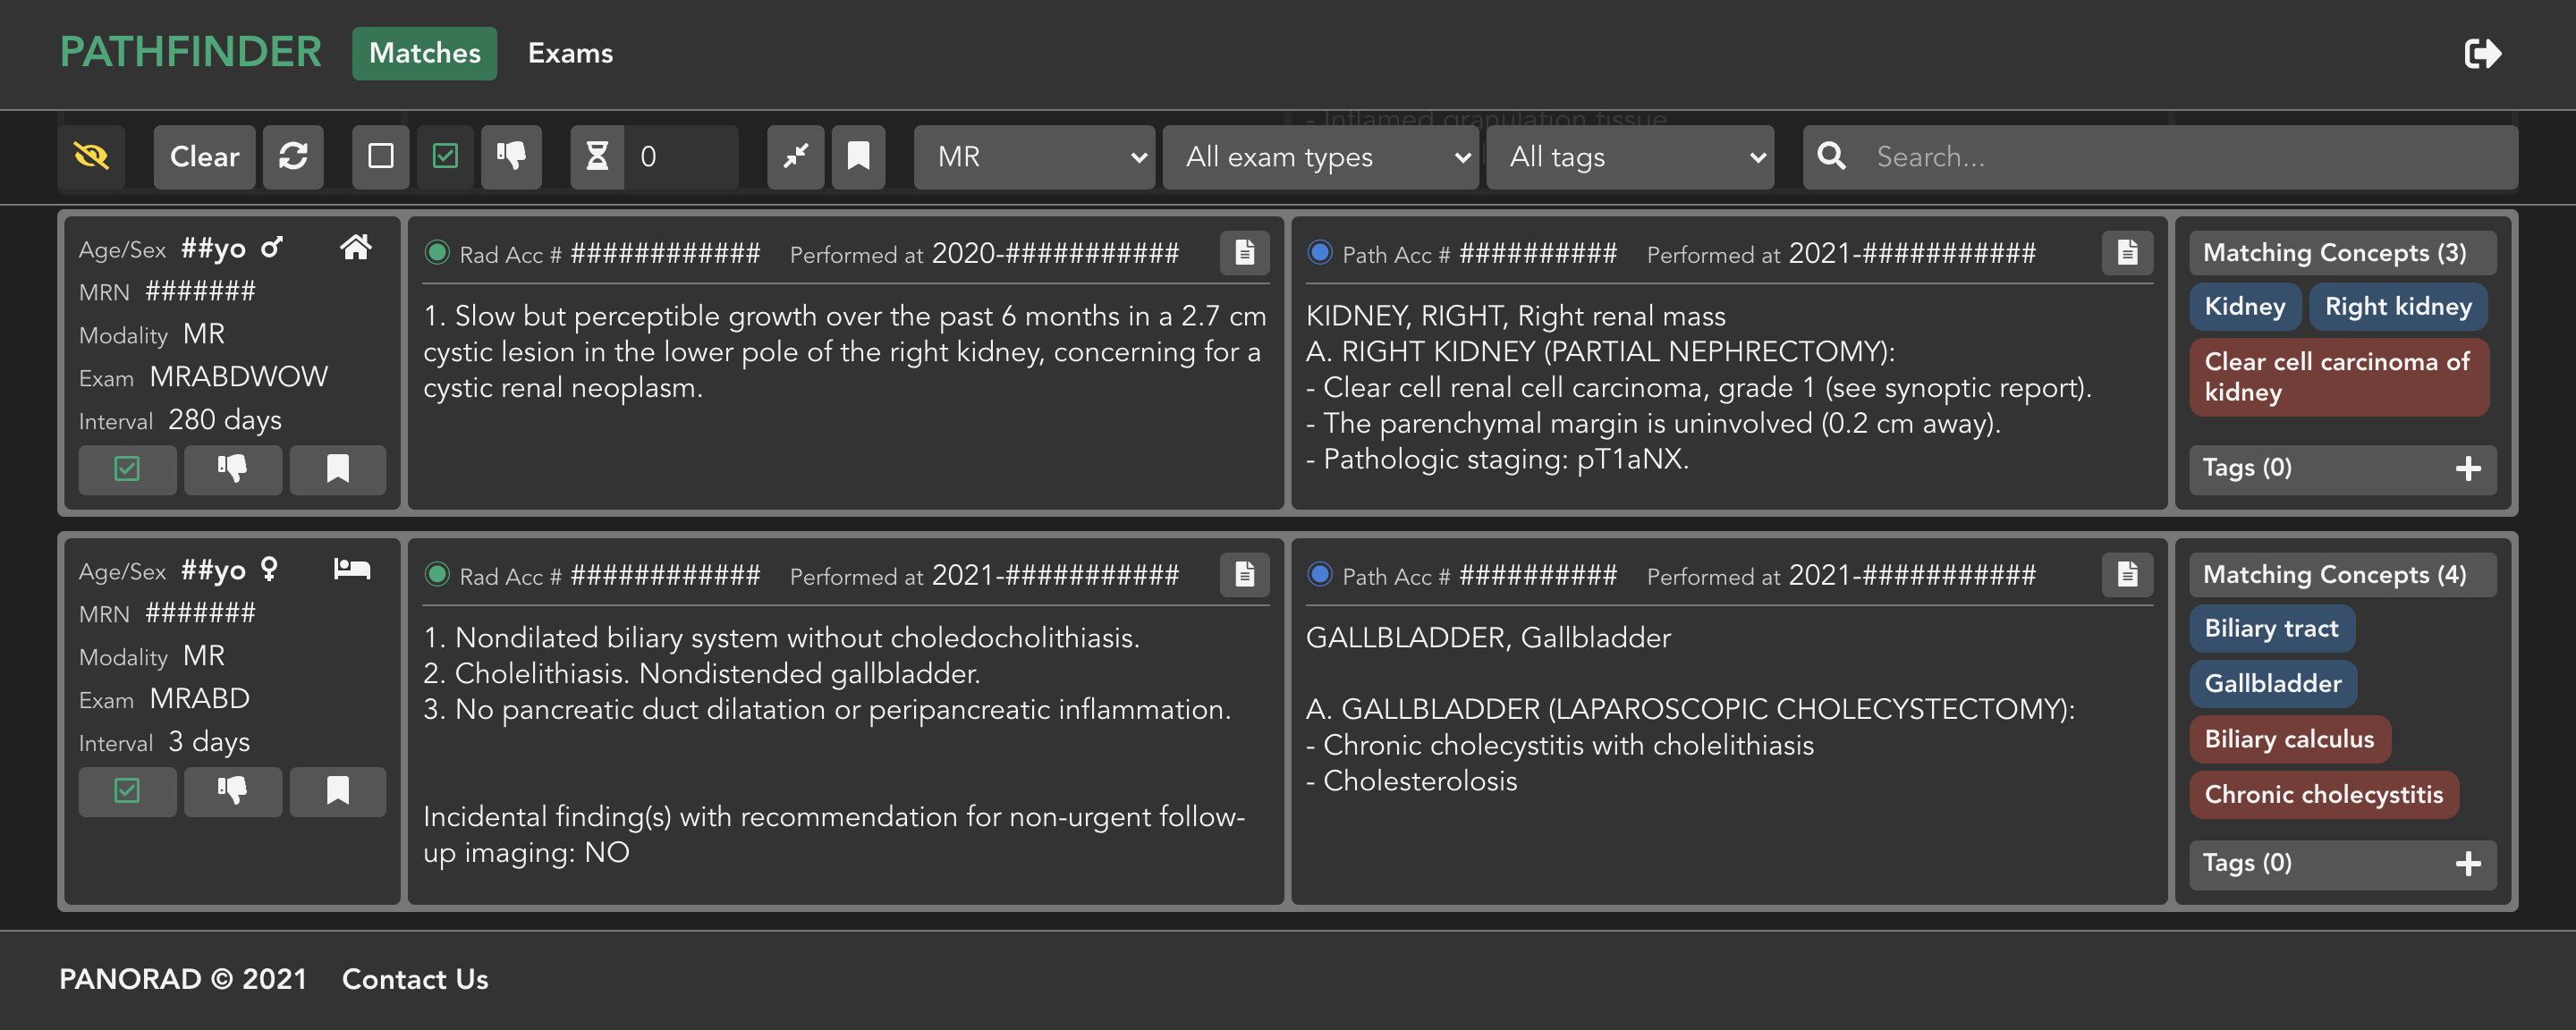 PATHFINDER Matches Exams
- Inflamed granulation tissue
Clear 0 MR All exam types All tags Search...
Age/Sex ##yo
MRN #######
Modality MR
Exam MRABDWOW
Interval 280 days
Rad Acc # ############ Performed at 2020-###########
1. Slow but perceptible growth over the past 6 months in a 2.7 cm
cystic lesion in the lower pole of the right kidney, concerning for a
cystic renal neoplasm.
Path Acc # ########## Performed at 2021-###########
KIDNEY, RIGHT, Right renal mass
A. RIGHT KIDNEY (PARTIAL NEPHRECTOMY):
- Clear cell renal cell carcinoma, grade 1 (see synoptic report).
- The parenchymal margin is uninvolved (0.2 cm away).
- Pathologic staging: pT1aNX.
Matching Concepts (3)
Kidney Right kidney
Clear cell carcinoma of
kidney
Tags (0)
Age/Sex ##yo
MRN #######
Modality MR
Exam MRABD
Interval 3 days
Rad Acc # ############ Performed at 2021-###########
1. Nondilated biliary system without choledocholithiasis.
2. Cholelithiasis. Nondistended gallbladder.
3. No pancreatic duct dilatation or peripancreatic inflammation.
Incidental finding(s) with recommendation for non-urgent follow-
up imaging: NO
Path Acc # ########## Performed at 2021-###########
GALLBLADDER, Gallbladder
A. GALLBLADDER (LAPAROSCOPIC CHOLECYSTECTOMY):
- Chronic cholecystitis with cholelithiasis
- Cholesterolosis
Matching Concepts (4)
Biliary tract
Gallbladder
Biliary calculus
Chronic cholecystitis
Tags (0)
PANORAD © 2021 Contact Us